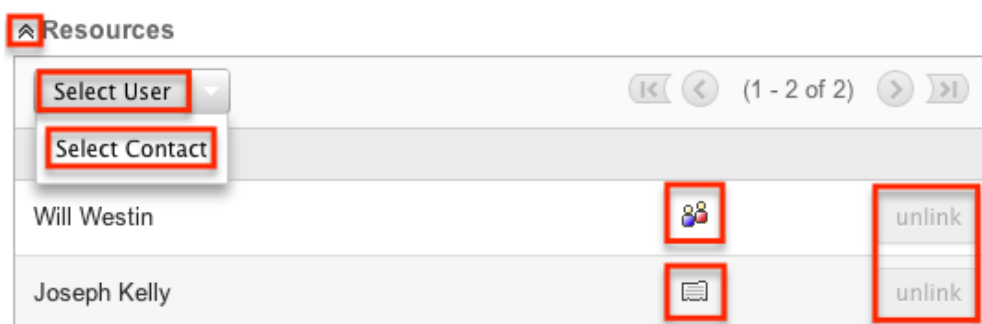 Resources
Select User (1 - 2 of 2)
Select Contact
Will Westin unlink
Joseph Kelly unlink